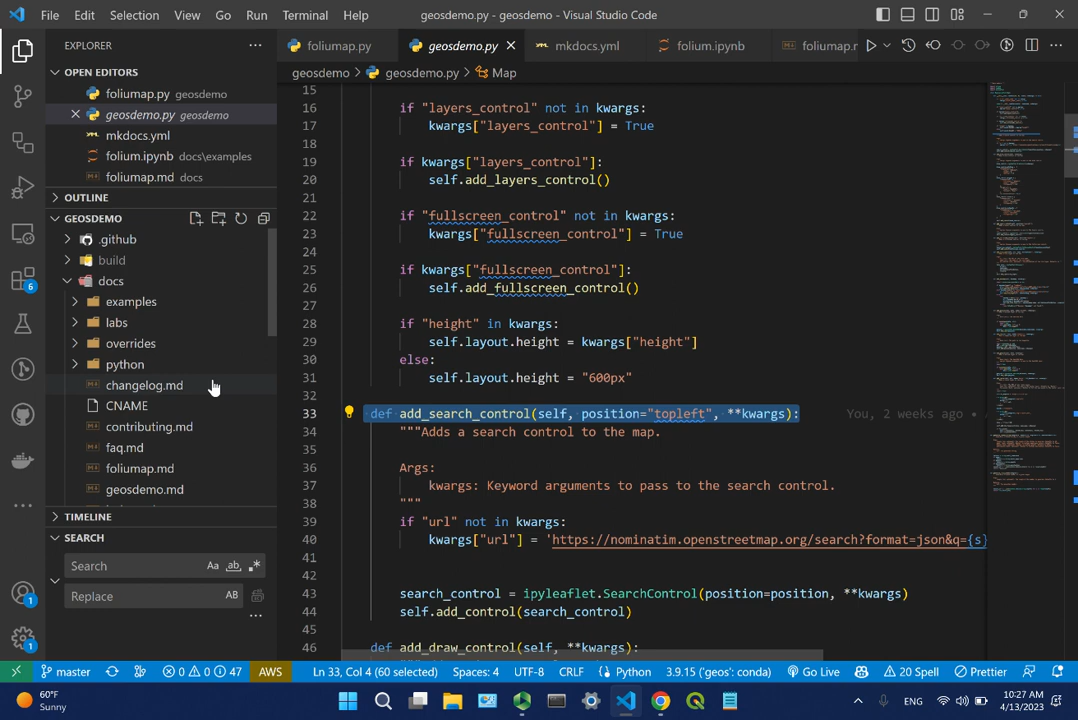 File Edit Selection View Go Run Terminal Help geosdemo.py - Visual Studio Code
EXPLORER
OPEN EDITORS
foliumap.py geosdemo
geosdemo.py geosdemo
mkdocs.yml
folium.ipynb docs\examples
foliumap.md docs
OUTLINE
GEOSDEMO
.github
build
docs
examples
labs
overrides
python
changelog.md
CNAME
contributing.md
faq.md
foliumap.md
geosdemo.md
TIMELINE
SEARCH
Search Aa ab
Replace AB
6
1
1
foliumap.py geosdemo.py mkdocs.yml folium.ipynb foliumap.r
geosdemo > geosdemo.py > Map
15
16 if "layers_control" not in kwargs:
17 kwargs["layers_control"] = True
18
19 if kwargs["layers_control"]:
20 self.add_layers_control()
21
22 if "fullscreen_control" not in kwargs:
23 kwargs["fullscreen_control"] = True
24
25 if kwargs["fullscreen_control"]:
26 self.add_fullscreen_control()
27
28 if "height" in kwargs:
29 self.layout.height = kwargs["height"]
30 else:
31 self.layout.height = "600px"
32
33 def add_search_control(self, position="topleft", **kwargs): You, 2 weeks ago •
34 """Adds a search control to the map.
35
36 Args:
37 kwargs: Keyword arguments to pass to the search control.
38 """
39 if "url" not in kwargs:
40 kwargs["url"] = 'https://nominatim.openstreetmap.org/search?format=json&q={s}
41
42
43 search_control = ipyleaflet.SearchControl(position=position, **kwargs)
44 self.add_control(search_control)
45
46 def add_draw_control(self, **kwargs):
master 0 0 47 AWS Ln 33, Col 4 (60 selected) Spaces: 4 UTF-8 CRLF Python 3.9.15 ('geos': conda) Go Live 20 Spell Prettier
60°F
Sunny
ENG
10:27 AM
4/13/2023